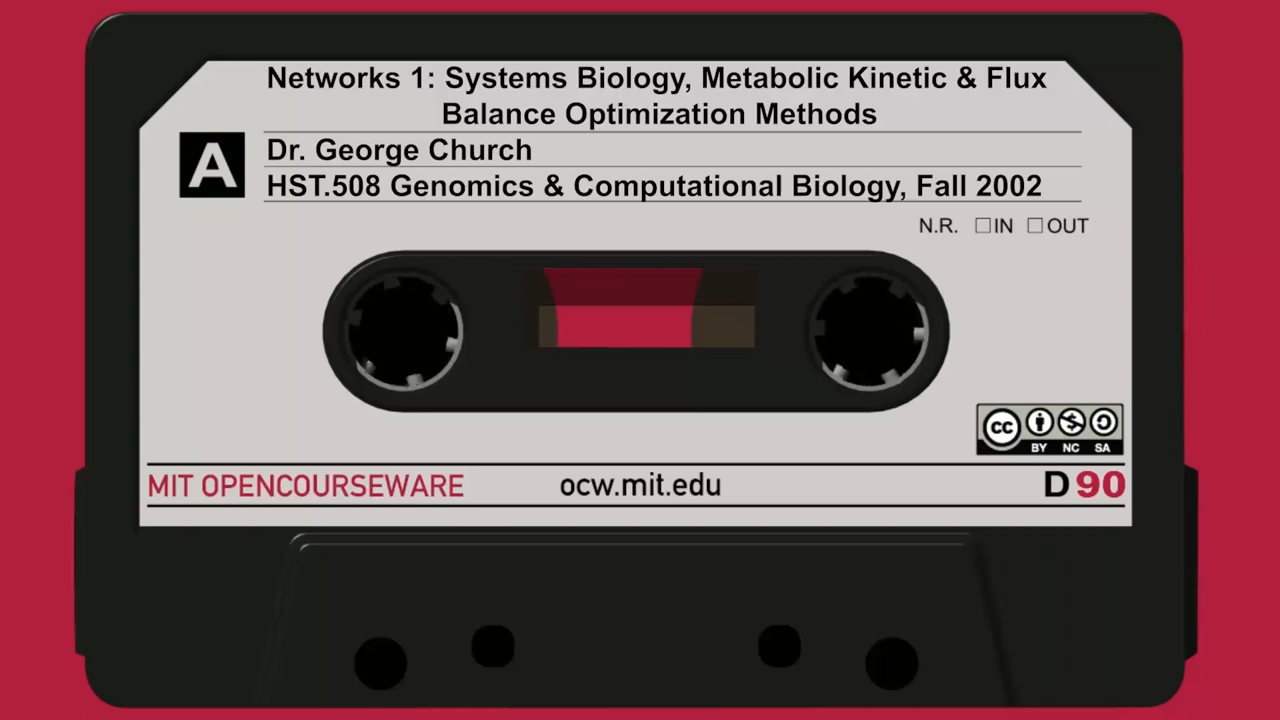 Networks 1: Systems Biology, Metabolic Kinetic & Flux
Balance Optimization Methods
A
Dr. George Church
HST.508 Genomics & Computational Biology, Fall 2002
N.R. □IN □OUT
cc
BY NC SA
MIT OPENCOURSEWARE ocw.mit.edu D 90